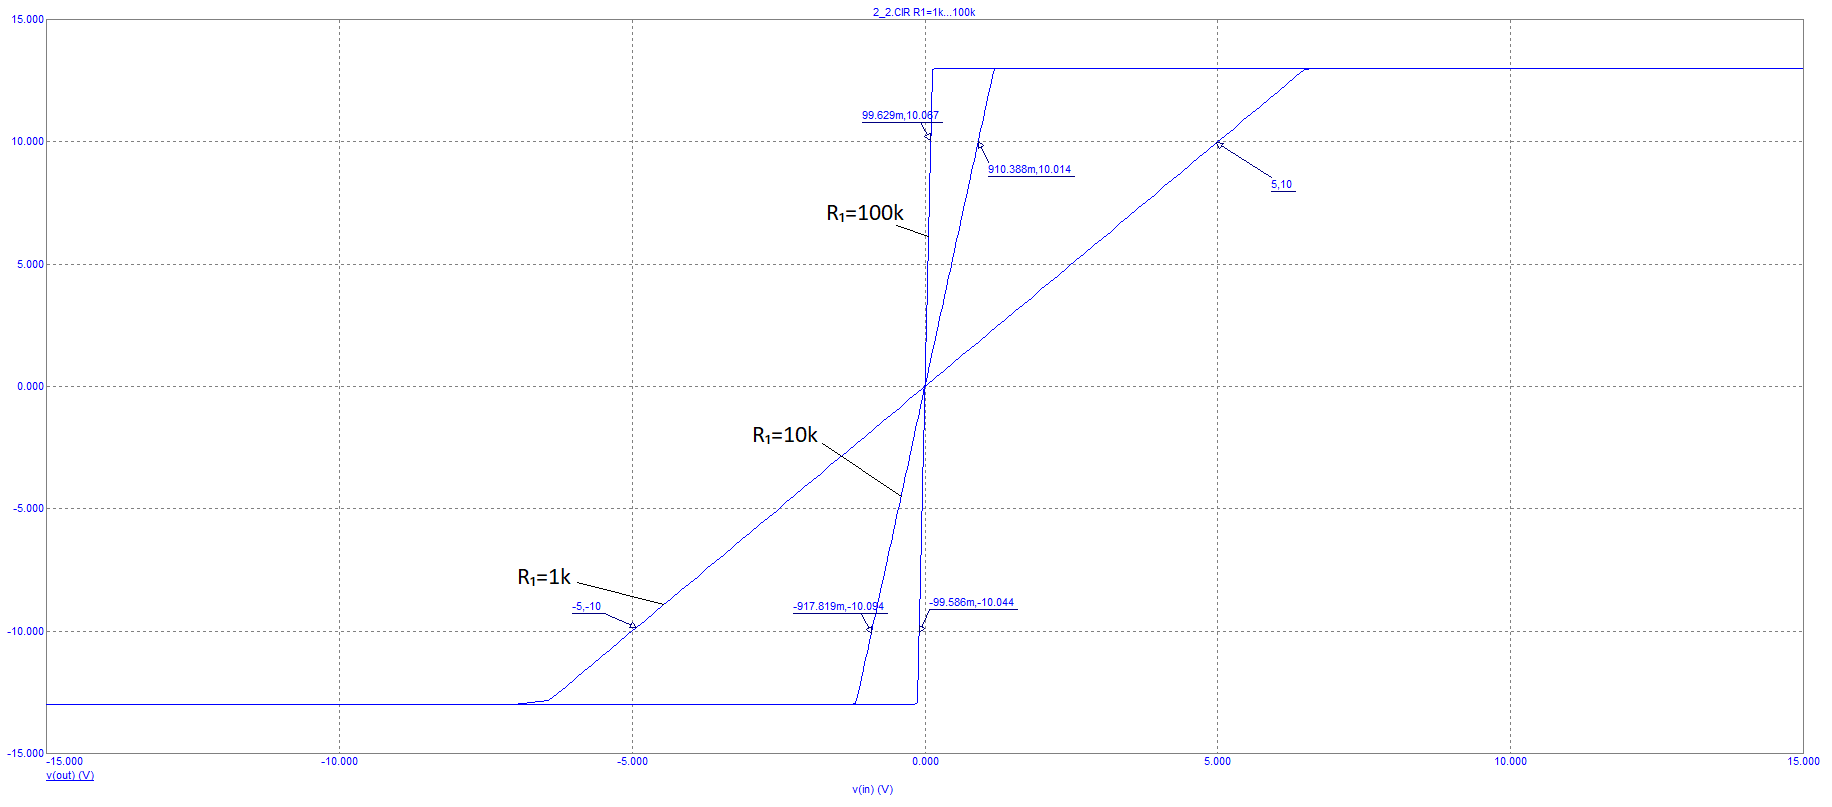 2_2.CIR R1=1k...100k
15.000
99.629m,10.067
10.000
910.388m,10.014
5,10
R₁=100k
5.000
0.000
R₁=10k
-5.000
R₁=1k
-5,-10
-917.819m,-10.094
-99.586m,-10.044
-10.000
-15.000
-15.000
-10.000
-5.000
0.000
5.000
10.000
15.000
v(out) (V)
v(in) (V)